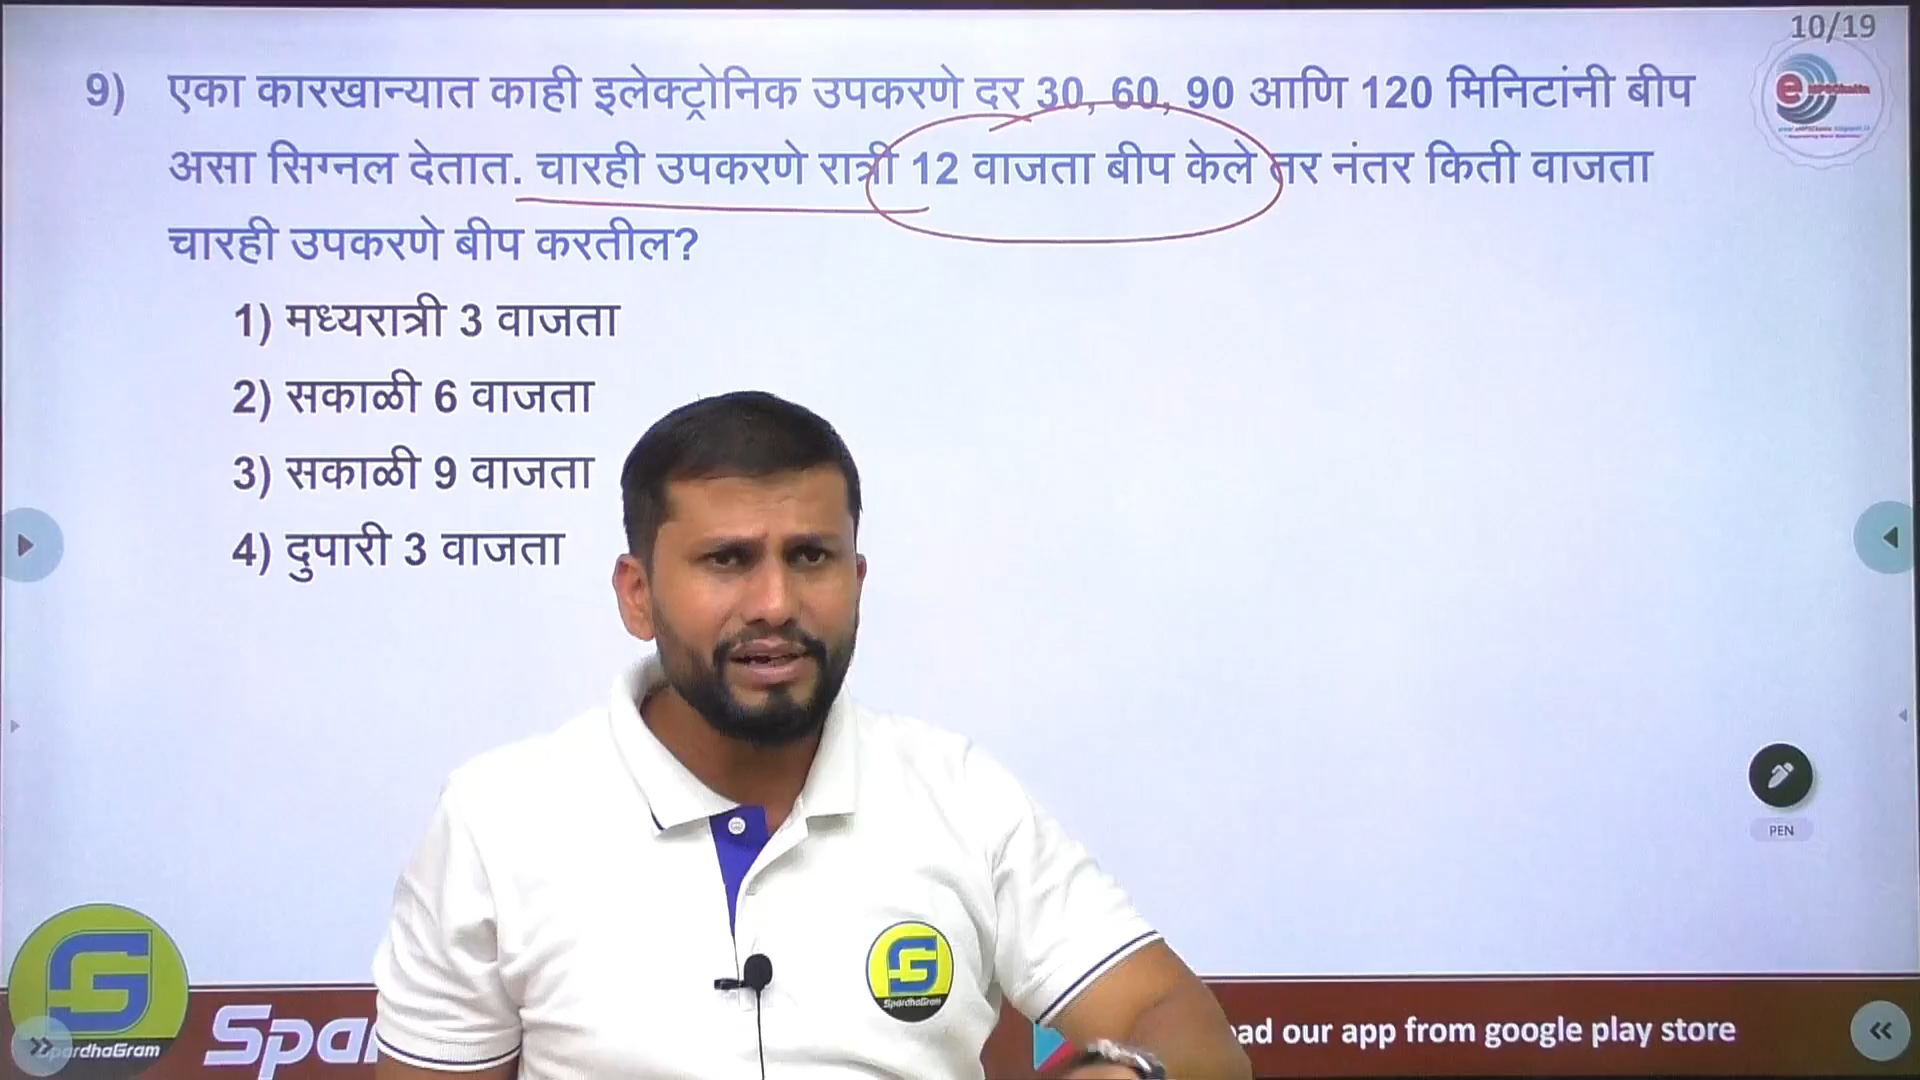 10/19
9) एका कारखान्यात काही इलेक्ट्रोनिक उपकरणे दर 30, 60, 90 आणि 120 मिनिटांनी बीप
असा सिग्नल देतात. चारही उपकरणे रात्री 12 वाजता बीप केले तर नंतर किती वाजता
चारही उपकरणे बीप करतील?
1) मध्यरात्री 3 वाजता
2) सकाळी 6 वाजता
3) सकाळी 9 वाजता
4) दुपारी 3 वाजता
PEN
SpardhaGram
SpardhaGram
Spar
ad our app from google play store